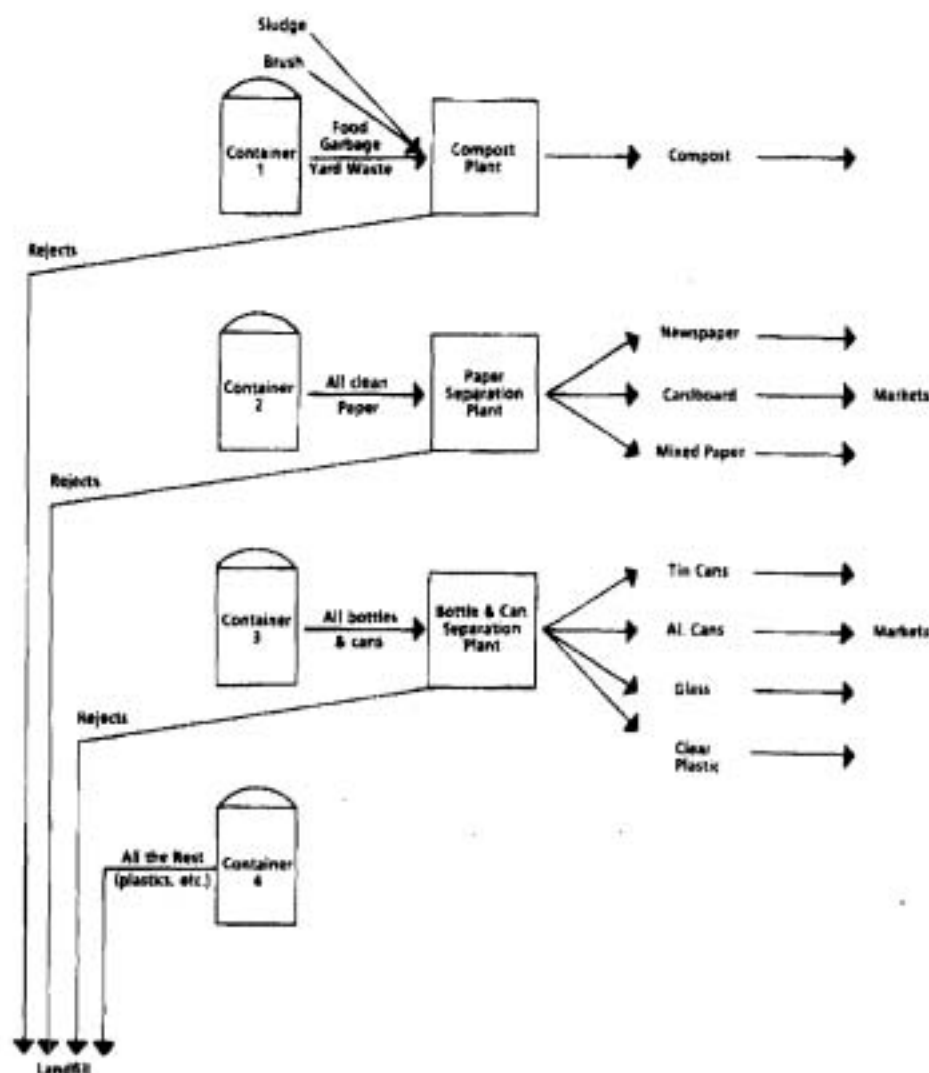 Sludge
Brush
Container
1
Food
Garbage
Yard Waste
Compost
Plant
Compost
Rejects
Container
2
All clean
Paper
Paper
Separation
Plant
Newspaper
Cardboard
Mixed Paper
Markets
Rejects
Container
3
All bottles
& cans
Bottle & Can
Separation
Plant
Tin Cans
Al. Cans
Glass
Clear
Plastic
Markets
Rejects
All the Rest
(plastics, etc.)
Container
4
Landfill